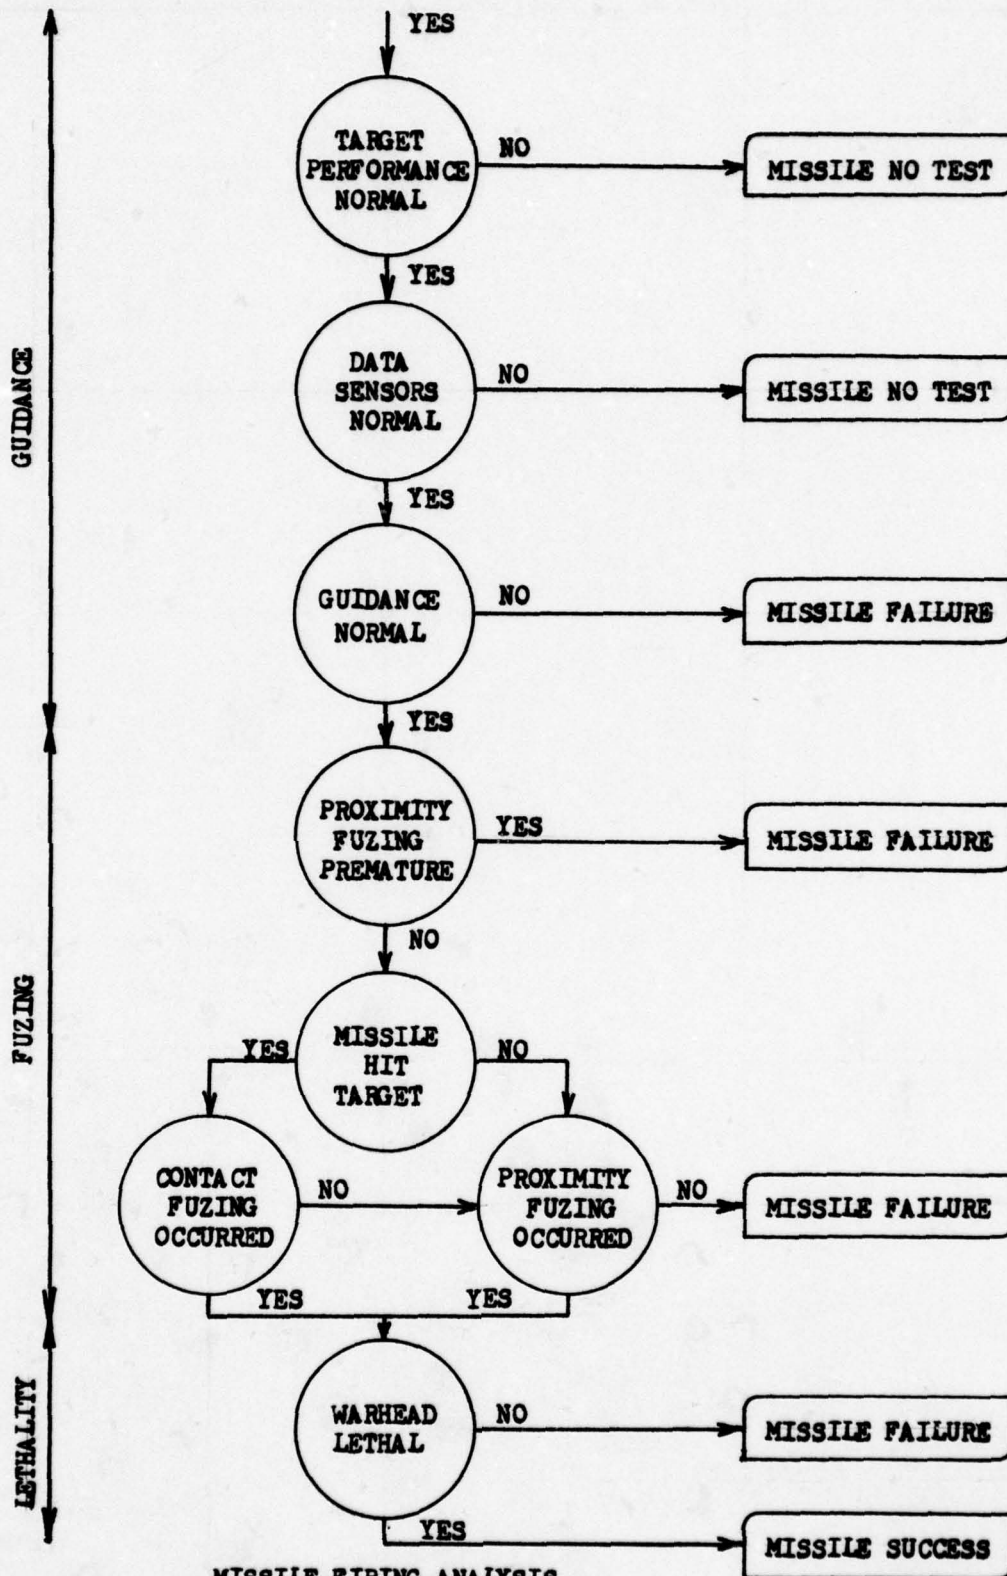 YES
TARGET
PERFORMANCE
NORMAL
NO
MISSILE NO TEST
YES
DATA
SENSORS
NORMAL
NO
MISSILE NO TEST
YES
GUIDANCE
GUIDANCE
NORMAL
NO
MISSILE FAILURE
YES
PROXIMITY
FUZING
PREMATURE
YES
MISSILE FAILURE
NO
FUZING
MISSILE
HIT
TARGET
YES
NO
CONTACT
FUZING
OCCURRED
NO
PROXIMITY
FUZING
OCCURRED
NO
MISSILE FAILURE
YES
YES
LETHALITY
WARHEAD
LETHAL
NO
MISSILE FAILURE
YES
MISSILE SUCCESS
MISSILE FIRING ANALYSIS